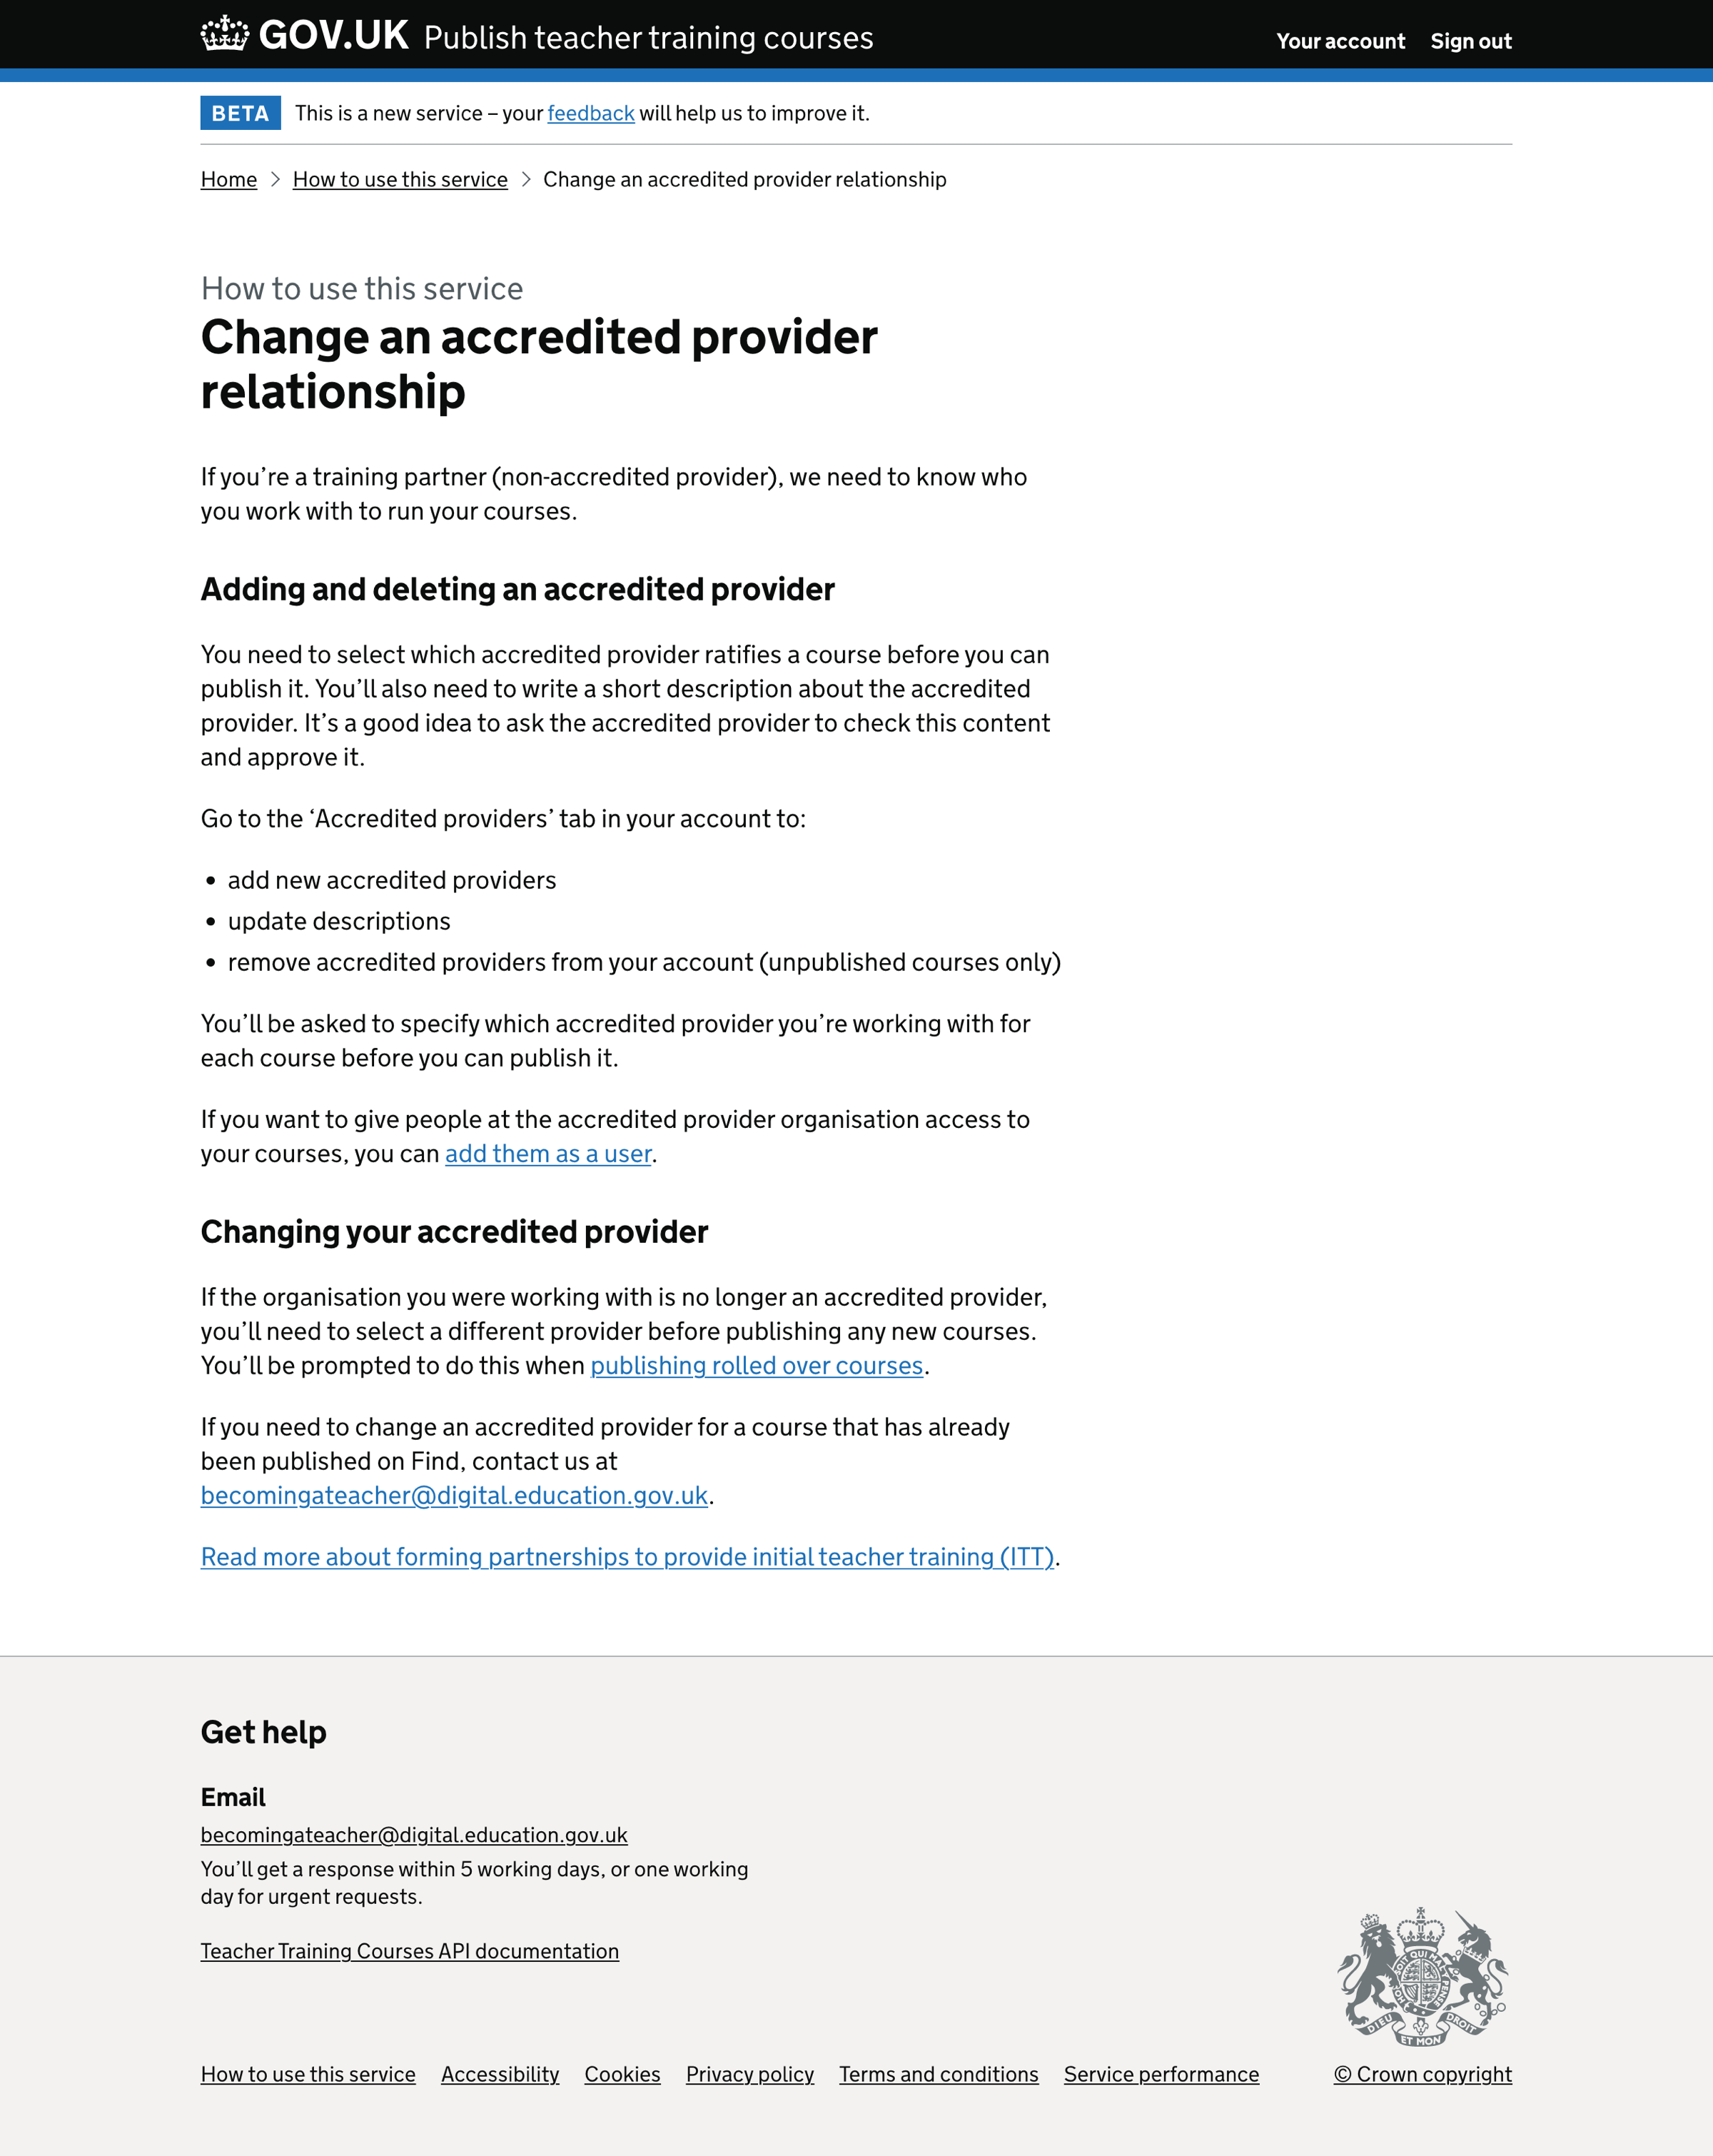 GOV.UK Publish teacher training courses
Your account
Sign out
BETA
This is a new service – your feedback will help us to improve it.
Home
How to use this service
Change an accredited provider relationship
How to use this service
Change an accredited provider
relationship
If you’re a training partner (non-accredited provider), we need to know who
you work with to run your courses.
Adding and deleting an accredited provider
You need to select which accredited provider ratifies a course before you can
publish it. You’ll also need to write a short description about the accredited
provider. It’s a good idea to ask the accredited provider to check this content
and approve it.
Go to the ‘Accredited providers’ tab in your account to:
• add new accredited providers
• update descriptions
• remove accredited providers from your account (unpublished courses only)
You’ll be asked to specify which accredited provider you’re working with for
each course before you can publish it.
If you want to give people at the accredited provider organisation access to
your courses, you can add them as a user.
Changing your accredited provider
If the organisation you were working with is no longer an accredited provider,
you’ll need to select a different provider before publishing any new courses.
You’ll be prompted to do this when publishing rolled over courses.
If you need to change an accredited provider for a course that has already
been published on Find, contact us at
becomingateacher@digital.education.gov.uk.
Read more about forming partnerships to provide initial teacher training (ITT).
Get help
Email
becomingateacher@digital.education.gov.uk
You’ll get a response within 5 working days, or one working
day for urgent requests.
Teacher Training Courses API documentation
DIEU ET MON DROIT
How to use this service
Accessibility
Cookies
Privacy policy
Terms and conditions
Service performance
© Crown copyright